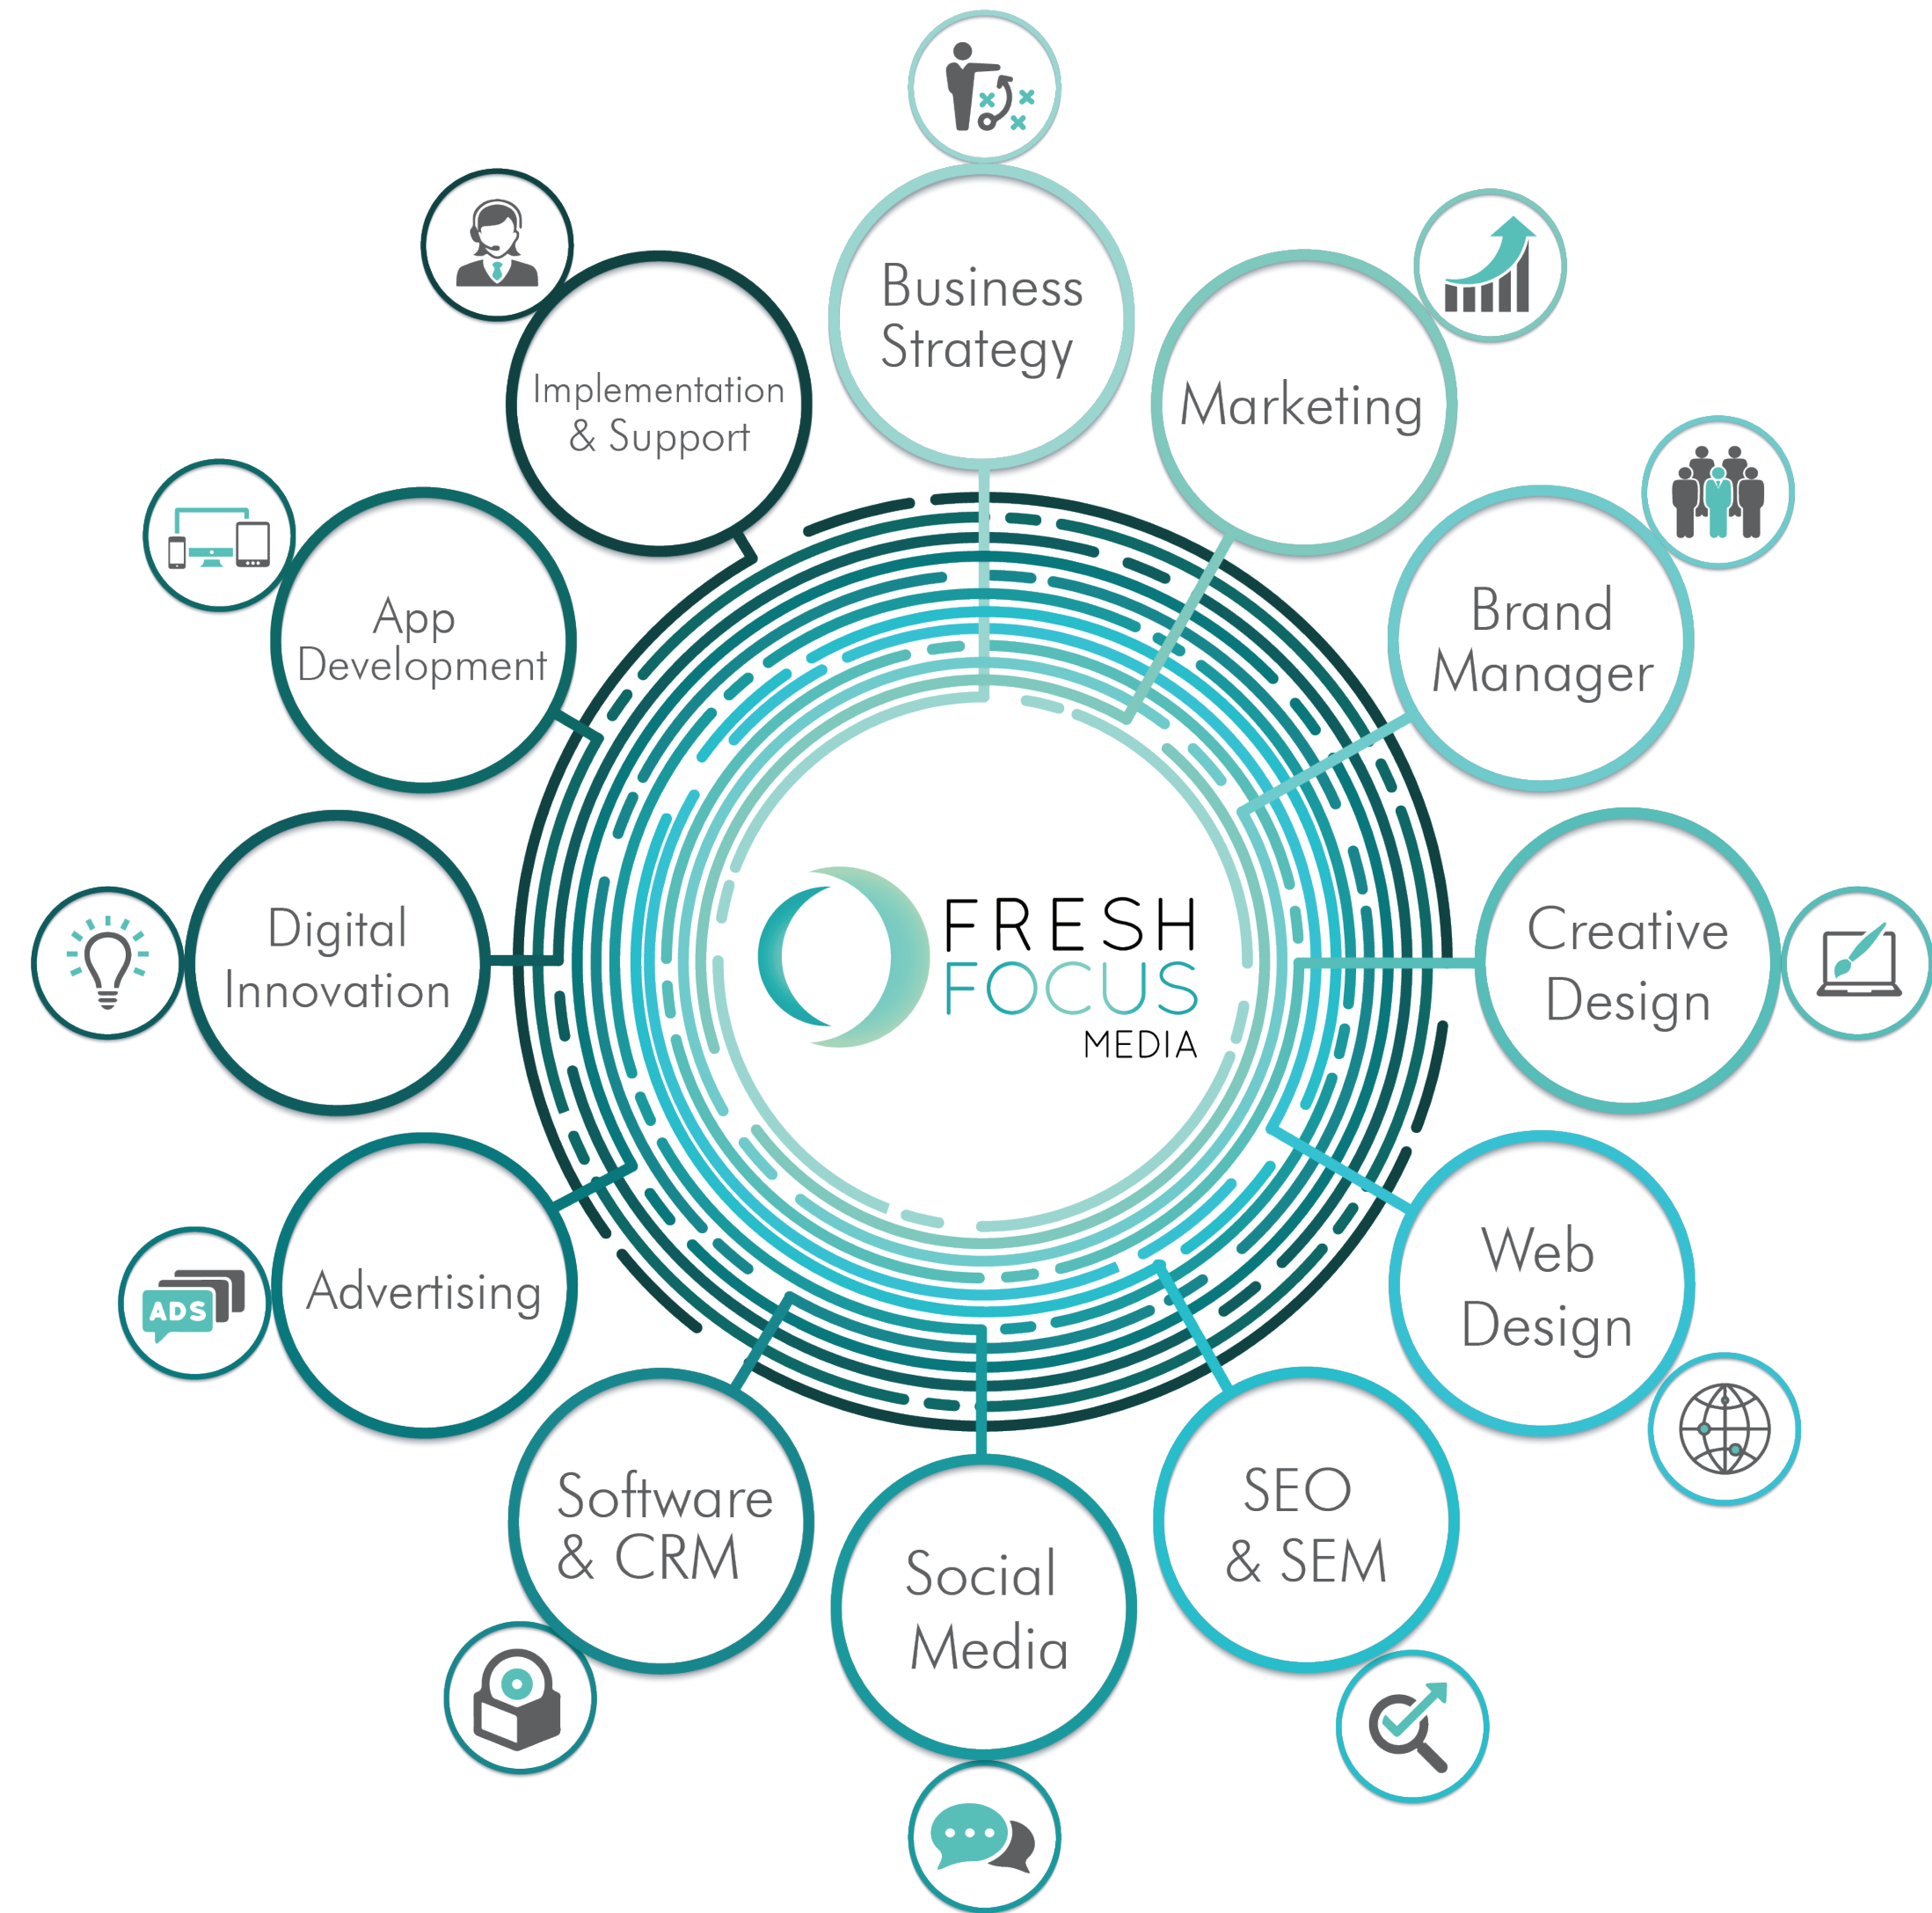 Business
Strategy
Marketing
Brand
Manager
Creative
Design
Web
Design
SEO
& SEM
Social
Media
Software
& CRM
Advertising
ADS
Digital
Innovation
App
Development
Implementation
& Support
FRESH
FOCUS
MEDIA